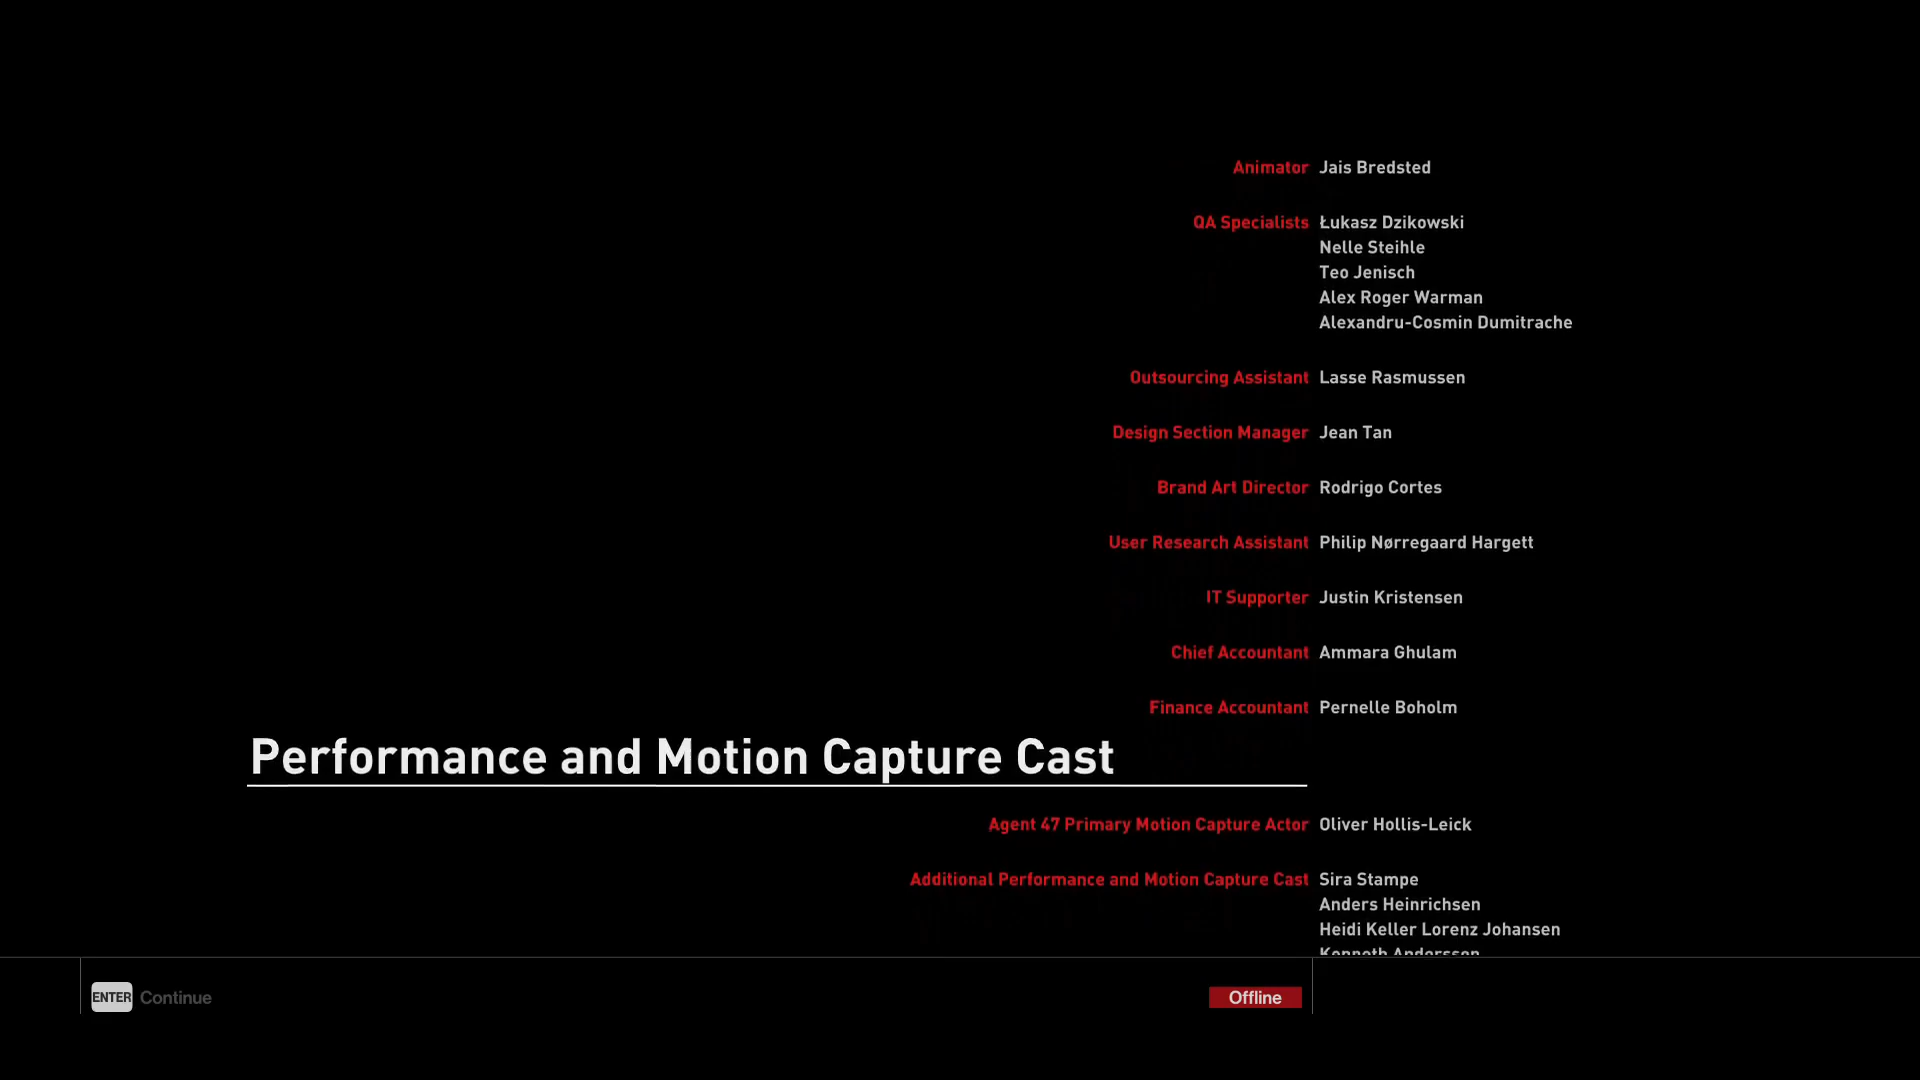 Animator Jais Bredsted
QA Specialists Łukasz Dzikowski
Nelle Steihle
Teo Jenisch
Alex Roger Warman
Alexandru-Cosmin Dumitrache
Outsourcing Assistant Lasse Rasmussen
Design Section Manager Jean Tan
Brand Art Director Rodrigo Cortes
User Research Assistant Philip Nørregaard Hargett
IT Supporter Justin Kristensen
Chief Accountant Ammara Ghulam
Finance Accountant Pernelle Boholm
Performance and Motion Capture Cast
Agent 47 Primary Motion Capture Actor Oliver Hollis-Leick
Additional Performance and Motion Capture Cast Sira Stampe
Anders Heinrichsen
Heidi Keller Lorenz Johansen
Kenneth Andersson
ENTER Continue
Offline